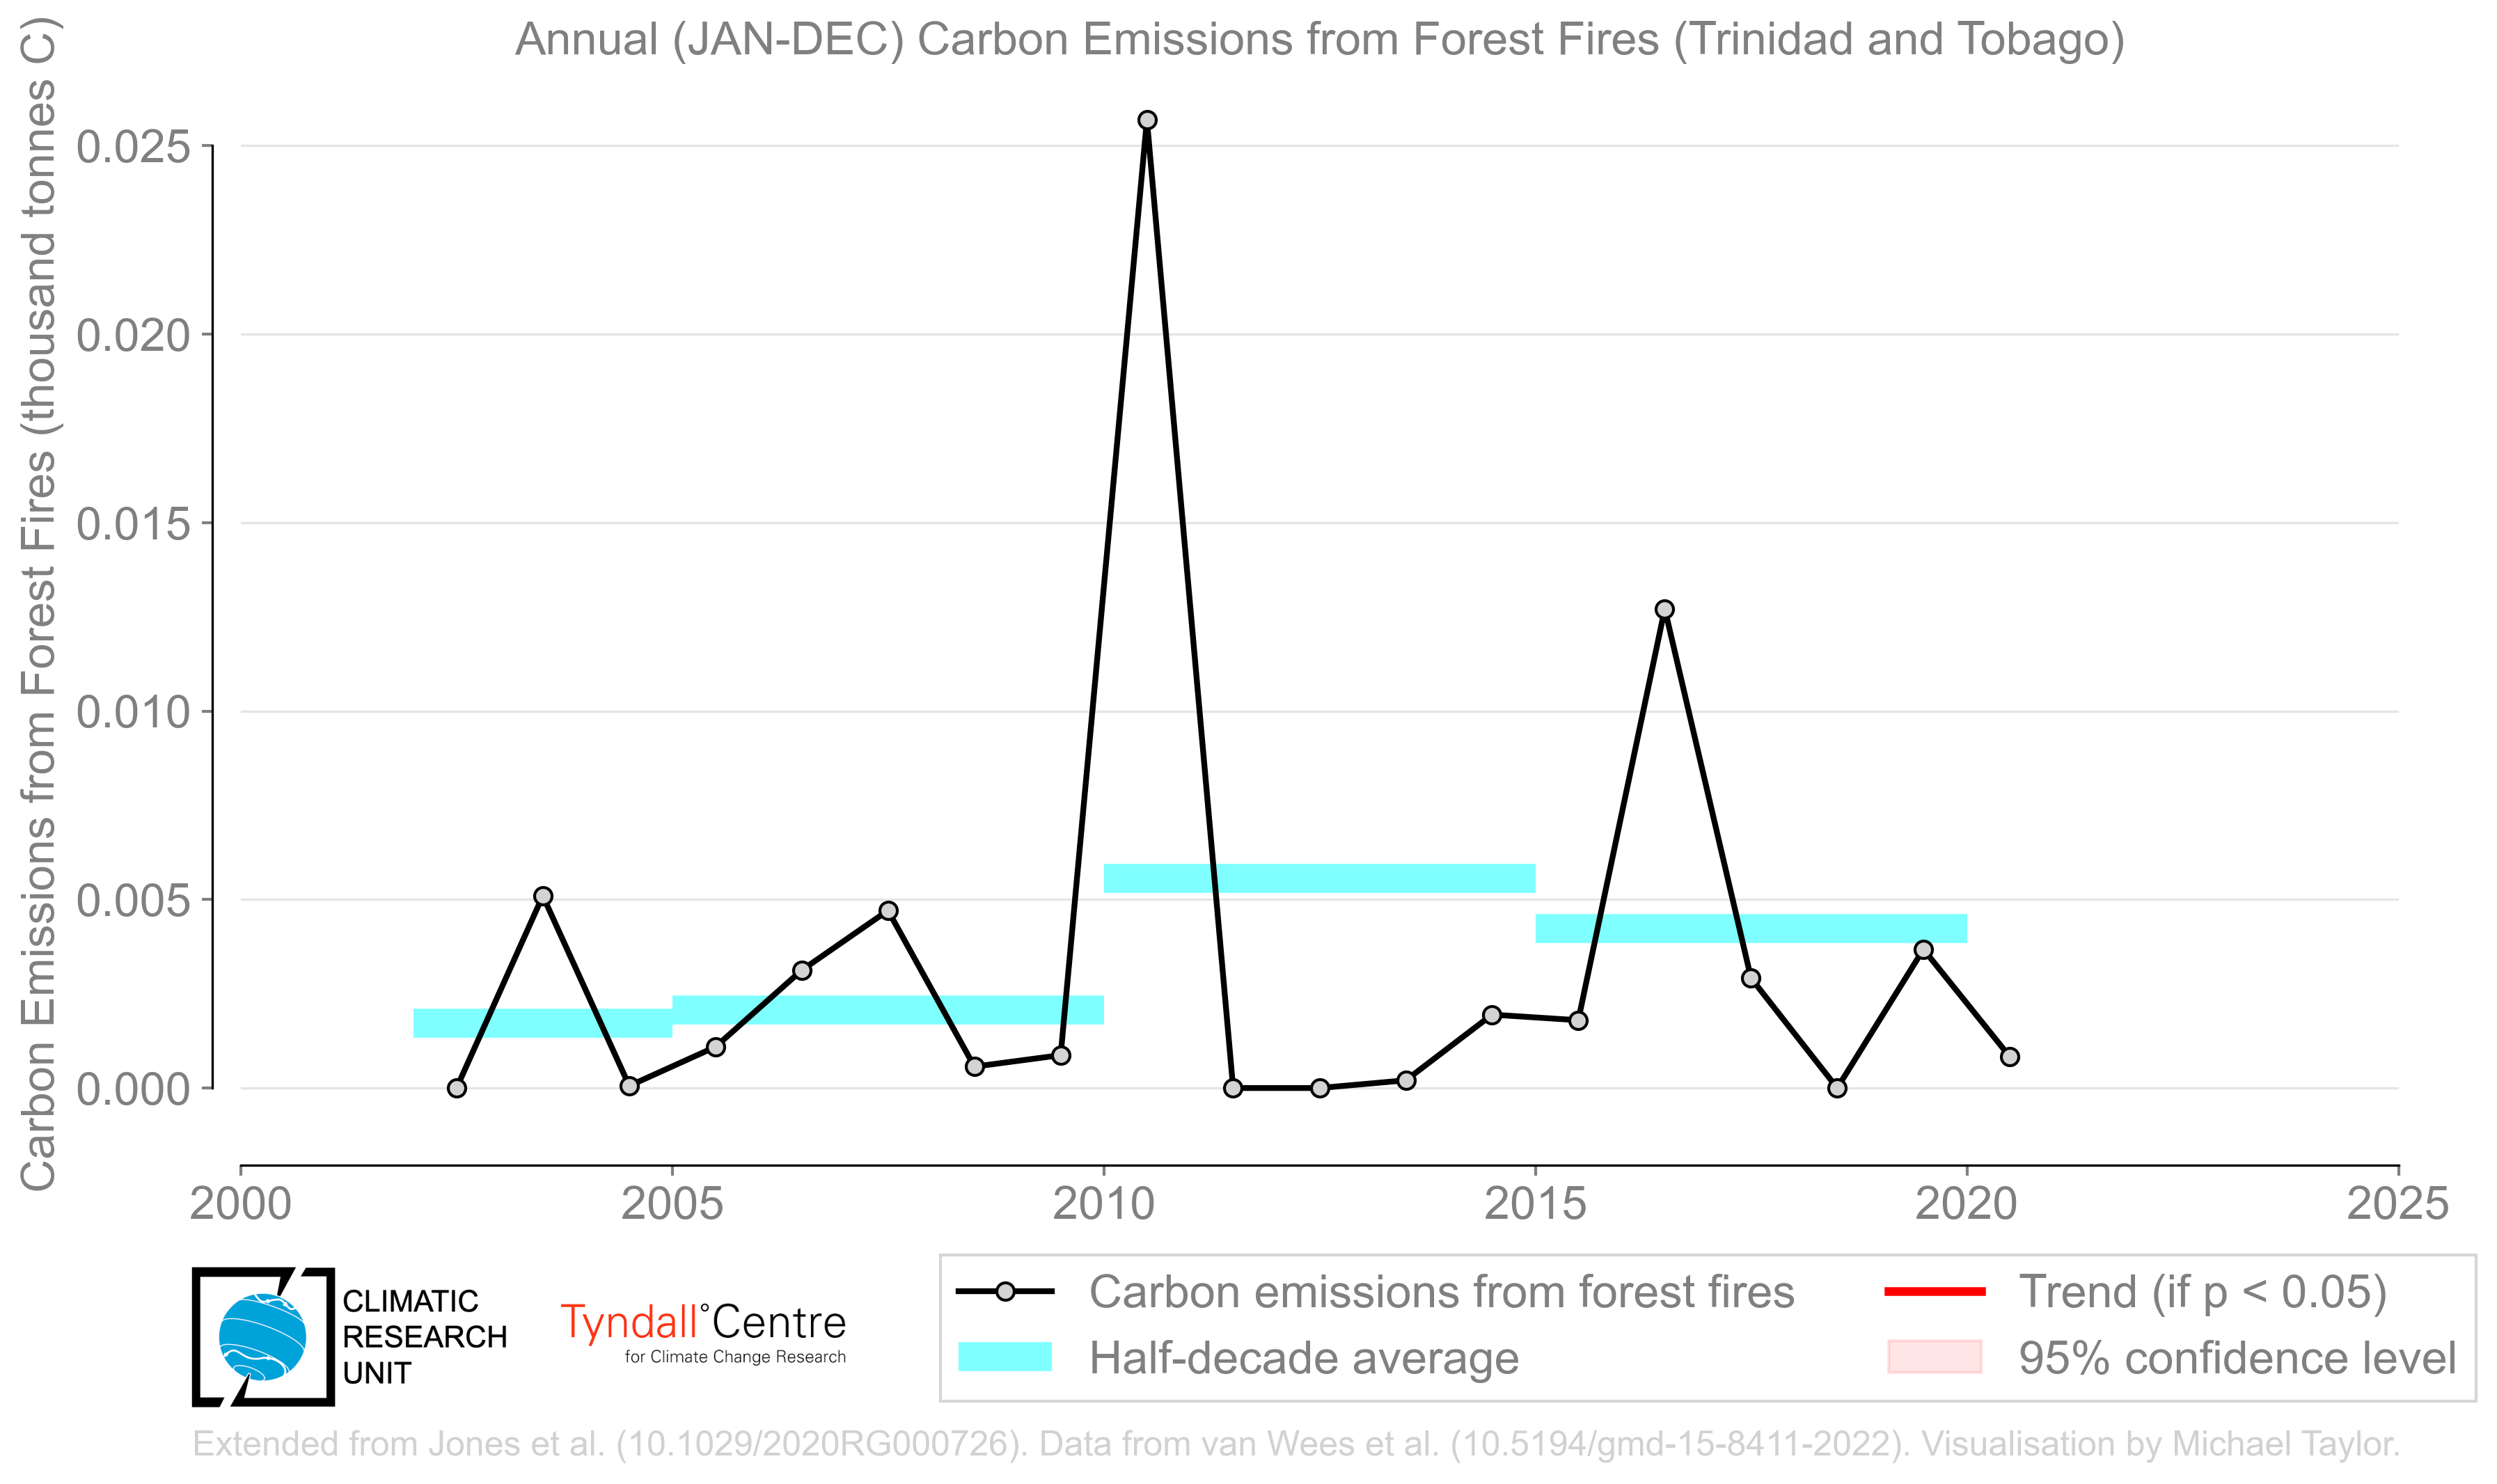 Annual (JAN-DEC) Carbon Emissions from Forest Fires (Trinidad and Tobago)
Carbon Emissions from Forest Fires (thousand tonnes C)
0.025
0.020
0.015
0.010
0.005
0.000
2000 2005 2010 2015 2020 2025
CLIMATIC
RESEARCH
UNIT
Tyndall°Centre
for Climate Change Research
Carbon emissions from forest fires
Half-decade average
Trend (if p < 0.05)
95% confidence level
Extended from Jones et al. (10.1029/2020RG000726). Data from van Wees et al. (10.5194/gmd-15-8411-2022). Visualisation by Michael Taylor.